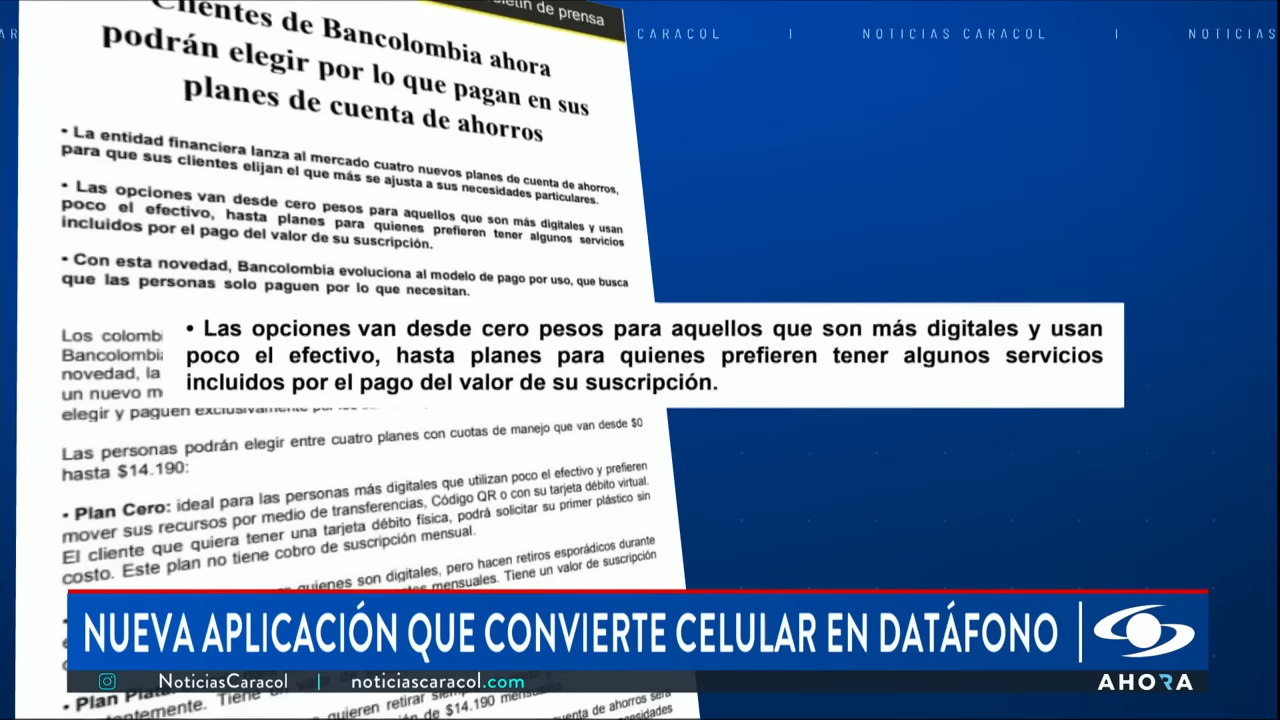 Boletín de prensa
CARACOL | NOTICIAS CARACOL | NOTICIAS
Clientes de Bancolombia ahora
podrán elegir por lo que pagan en sus
planes de cuenta de ahorros
• La entidad financiera lanza al mercado cuatro nuevos planes de cuenta de ahorros,
para que sus clientes elijan el que más se ajusta a sus necesidades particulares.
• Las opciones van desde cero pesos para aquellos que son más digitales y usan
poco el efectivo, hasta planes para quienes prefieren tener algunos servicios
incluidos por el pago del valor de su suscripción.
• Con esta novedad, Bancolombia evoluciona al modelo de pago por uso, que busca
que las personas solo paguen por lo que necesitan.
Los
novedad, la
un nuevo
elegir y paguen exclusivamente
• Las opciones van desde cero pesos para aquellos que son más digitales y usan
poco el efectivo, hasta planes para quienes prefieren tener algunos servicios
incluidos por el pago del valor de su suscripción.
Las personas podrán elegir entre cuatro planes con cuotas de manejo que van desde $0
hasta $14.190:
• Plan Cero: ideal para las personas más digitales que utilizan poco el efectivo y prefieren
mover sus recursos por medio de transferencias, Código QR o con su tarjeta débito virtual.
El cliente que quiera tener una tarjeta débito física, podrá solicitar su primer plástico sin
costo. Este plan no tiene cobro de suscripción mensual.
quienes son digitales, pero hacen retiros esporádicos durante
mensuales. Tiene un valor de suscripción
NUEVA APLICACIÓN QUE CONVIERTE CELULAR EN DATÁFONO
NoticiasCaracol | noticiascaracol.com
AHORA
• Plan
Tiene
quieren retirar
de $14.190
cuenta de ahorros será